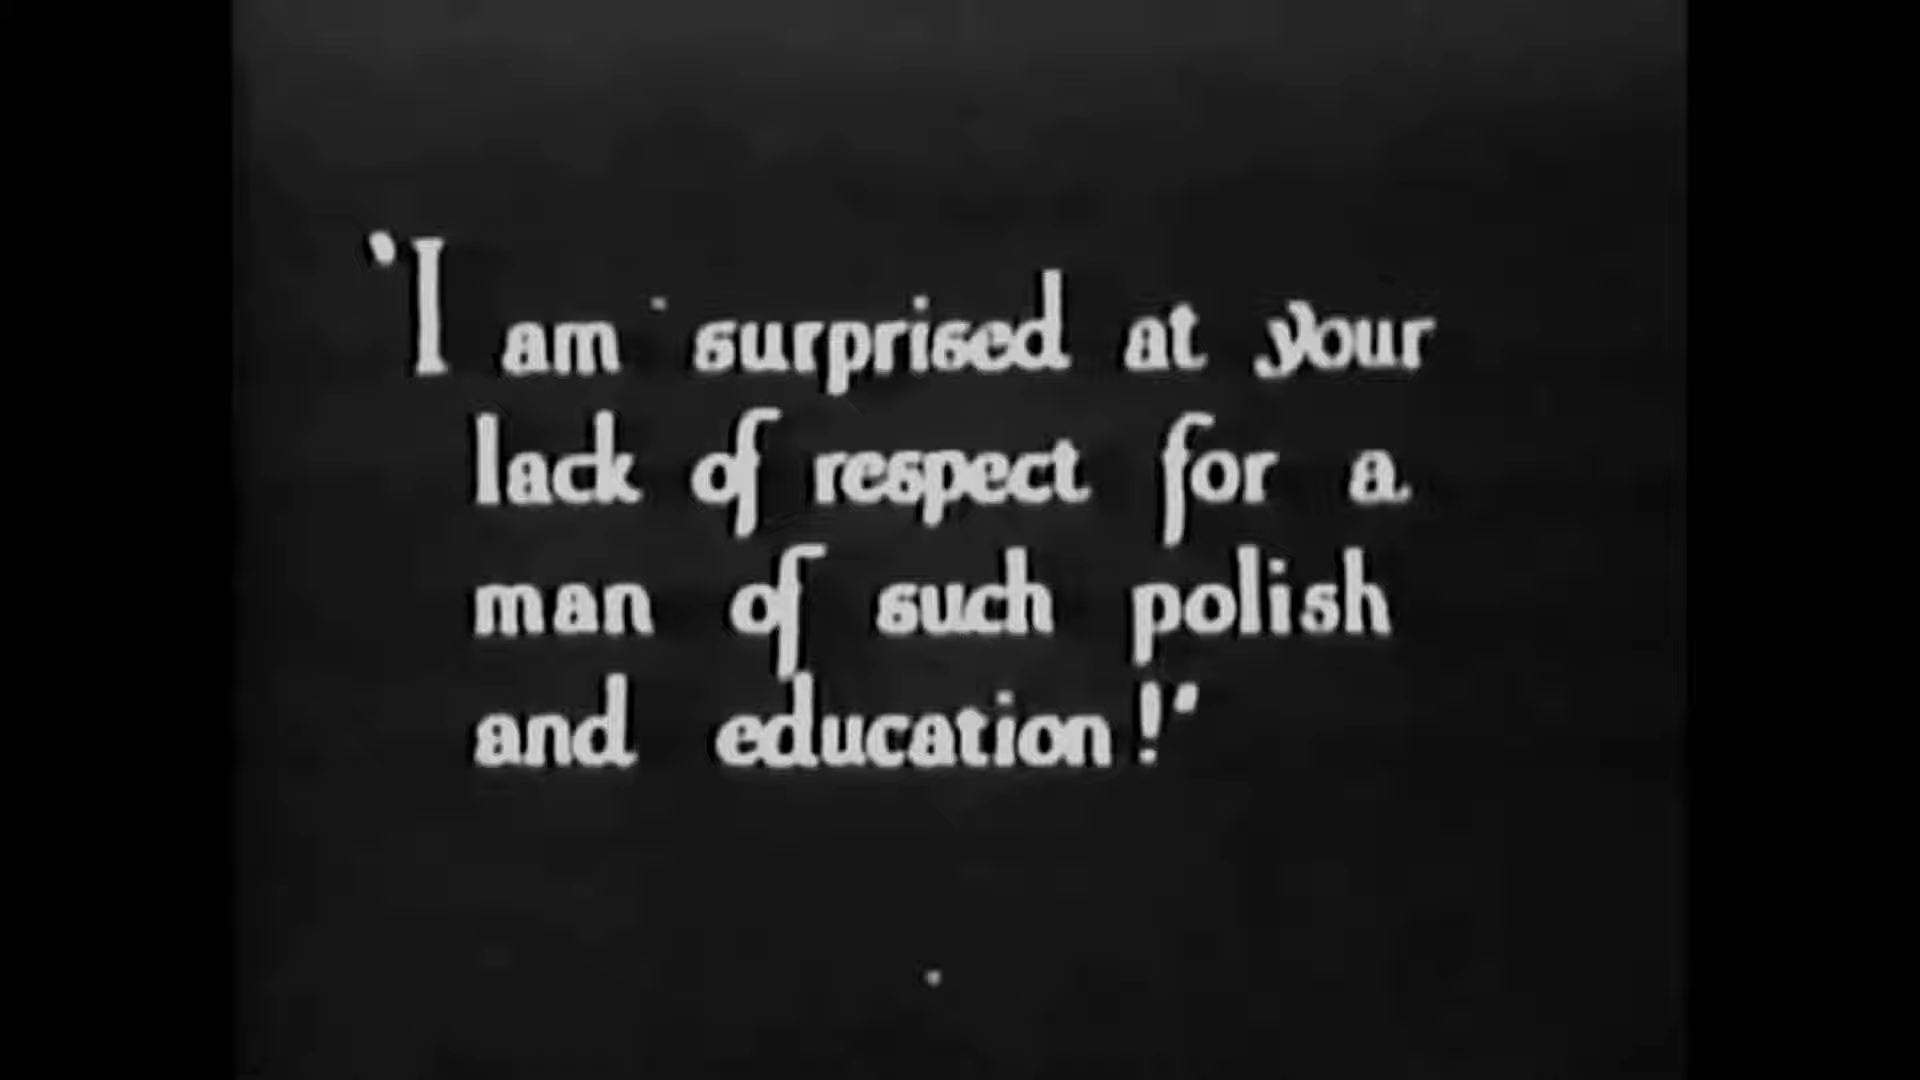 'I am surprised at your
lack of respect for a
man of such polish
and education!'